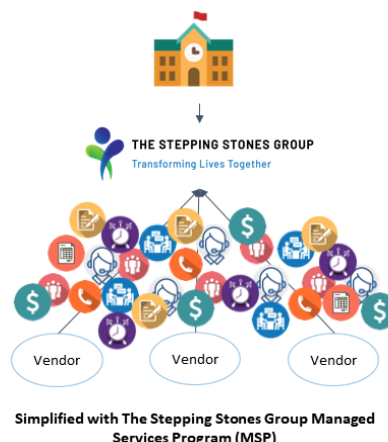 THE STEPPING STONES GROUP
Transforming Lives Together
$
$
$
$
Vendor
Vendor
Vendor
Simplified with The Stepping Stones Group Managed
Services Program (MSP)